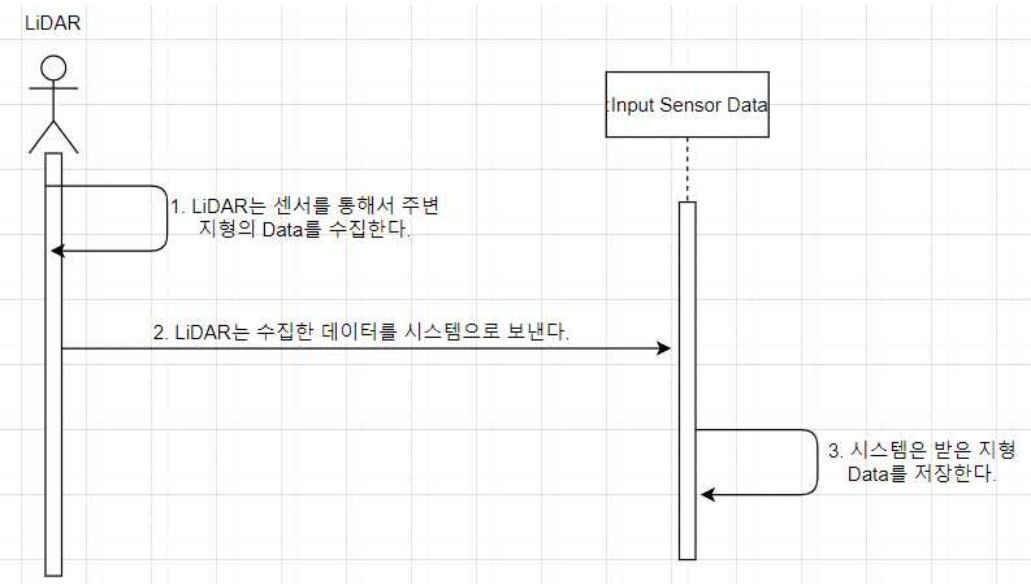 LiDAR
:Input Sensor Data
1. LiDAR는 센서를 통해서 주변
지형의 Data를 수집한다.
2. LiDAR는 수집한 데이터를 시스템으로 보낸다.
3. 시스템은 받은 지형
Data를 저장한다.